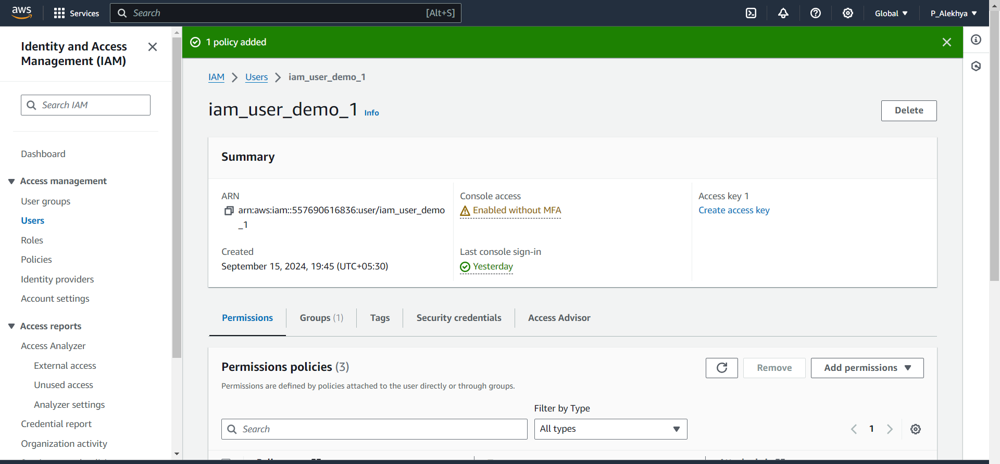 aws
Services
Search
[Alt+S]
Global
P_Alekhya
Identity and Access
Management (IAM)
Search IAM
Dashboard
Access management
User groups
Users
Roles
Policies
Identity providers
Account settings
Access reports
Access Analyzer
External access
Unused access
Analyzer settings
Credential report
Organization activity
1 policy added
IAM
Users
iam_user_demo_1
iam_user_demo_1
Info
Delete
Summary
ARN
arn:aws:iam::557690616836:user/iam_user_demo
_1
Console access
Enabled without MFA
Access key 1
Create access key
Created
September 15, 2024, 19:45 (UTC+05:30)
Last console sign-in
Yesterday
Permissions
Groups (1)
Tags
Security credentials
Access Advisor
Permissions policies (3)
Remove
Add permissions
Permissions are defined by policies attached to the user directly or through groups.
Filter by Type
Search
All types
1